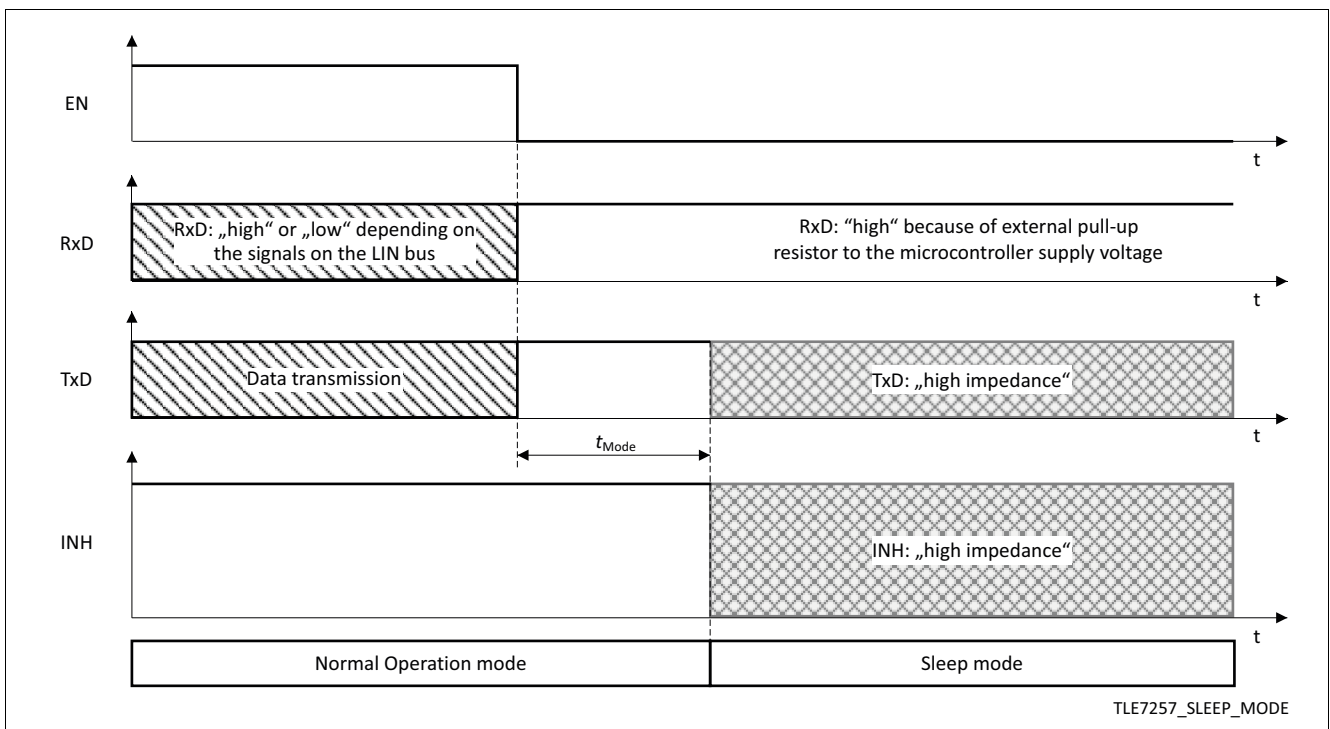 EN
t
RxD
RxD: „high“ or „low“ depending on
the signals on the LIN bus
RxD: “high“ because of external pull-up
resistor to the microcontroller supply voltage
t
TxD
Data transmission
TxD: „high impedance“
t
tMode
INH
INH: „high impedance“
t
Normal Operation mode
Sleep mode
TLE7257_SLEEP_MODE